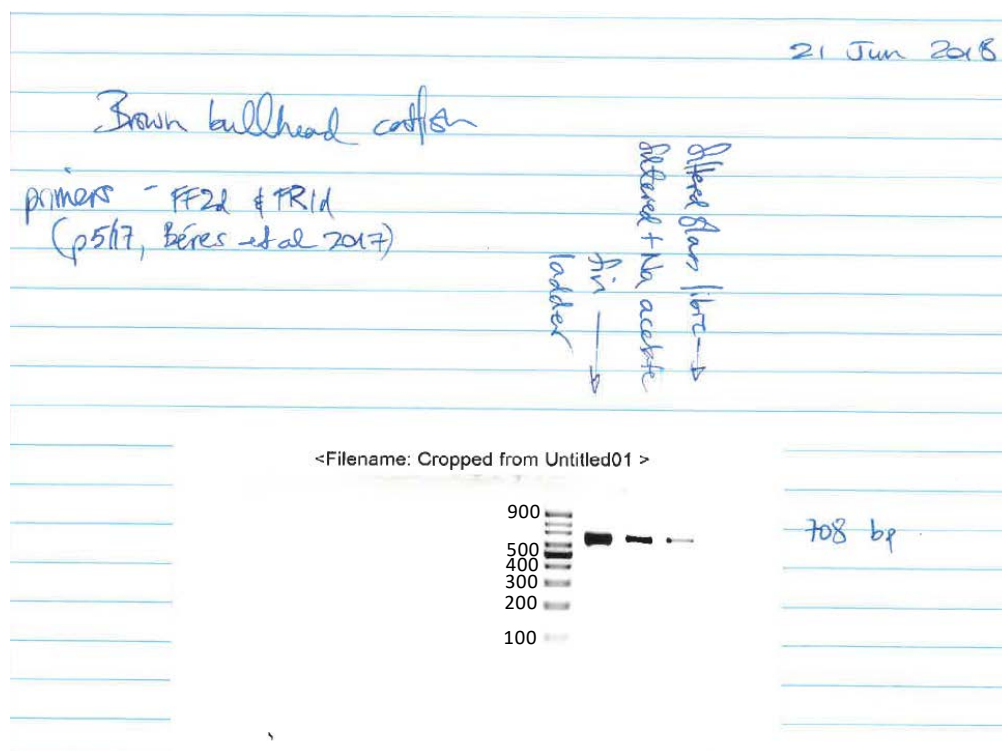 21 Jun 2018
Brown bullhead catfish
primers - FF2d & FR1d
(p5/17, Béres et al 2017)
ladder
fin
filtered + Na acetate
filtered glass fibre
<Filename: Cropped from Untitled01 >
900
500
400
300
200
100
708 bp